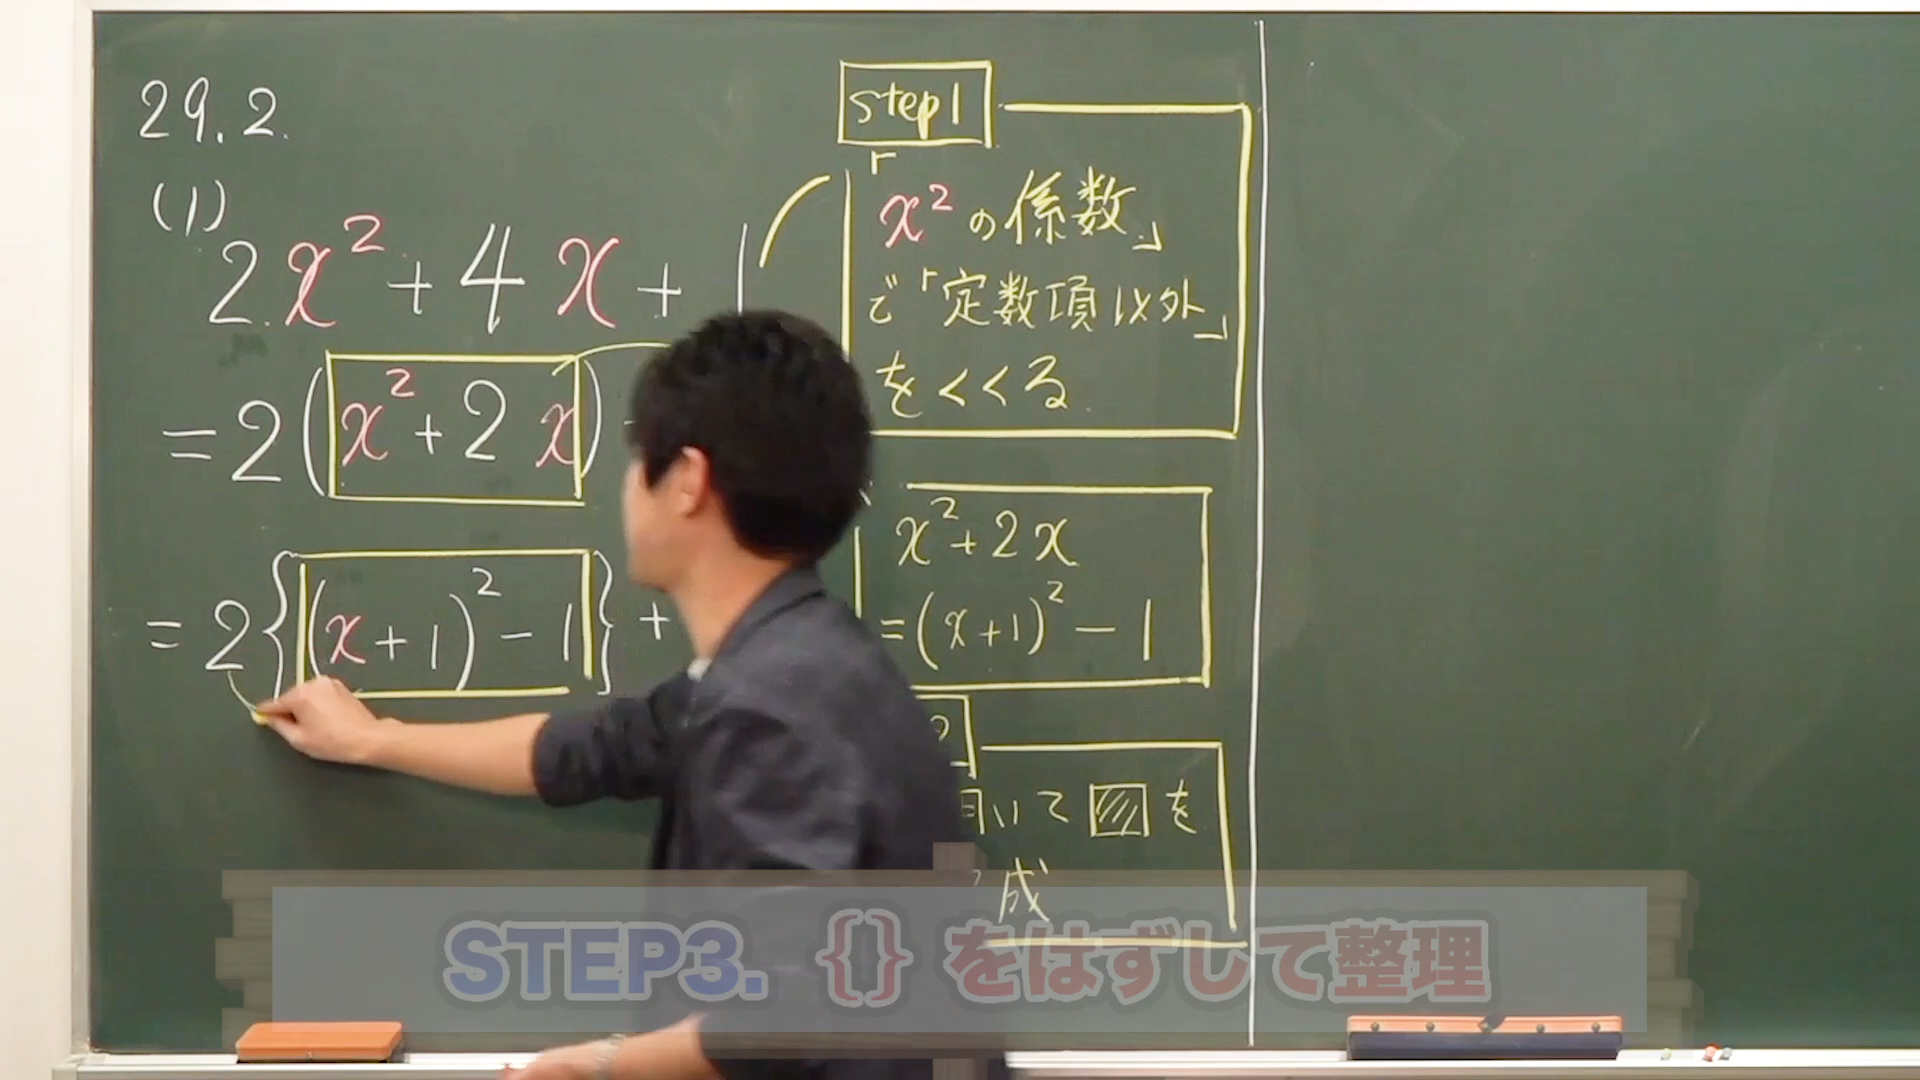 29.2.
(1)
2x²+4x+1
=2(x²+2x)
=2{(x+1)²-1}+
step1
「x²の係数」
で「定数項以外」
をくくる.
x²+2x
=(x+1)²-1
いて▨を
成
STEP3. {}をはずして整理